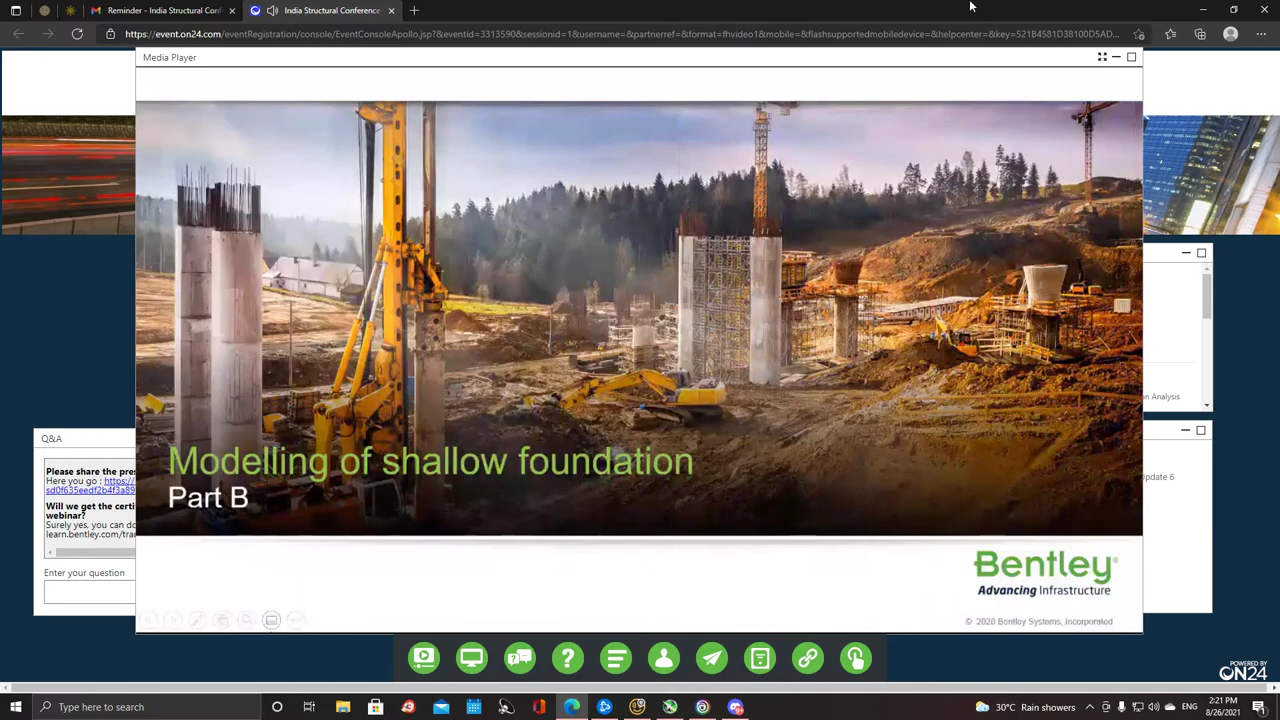 Reminder - India Structural Confe
India Structural Conference
https://event.on24.com/eventRegistration/console/EventConsoleApollo.jsp?&eventid=3313590&sessionid=1&username=&partnerref=&format=fhvideo1&mobile=&flashsupportedmobiledevice=&helpcenter=&key=521B4581D38100D5AD...
Media Player
Modelling of shallow foundation
Part B
Bentley®
Advancing Infrastructure
© 2020 Bentley Systems, Incorporated
Q&A
Please share the pres
Here you go : https://
sd0f635eedf2b4f3a89
Will we get the certi
webinar?
Surely yes, you can do
learn.bentley.com/tra
Enter your question
on Analysis
pdate 6
POWERED BY
ON24
Type here to search
30°C Rain showers
ENG
2:21 PM
8/26/2021